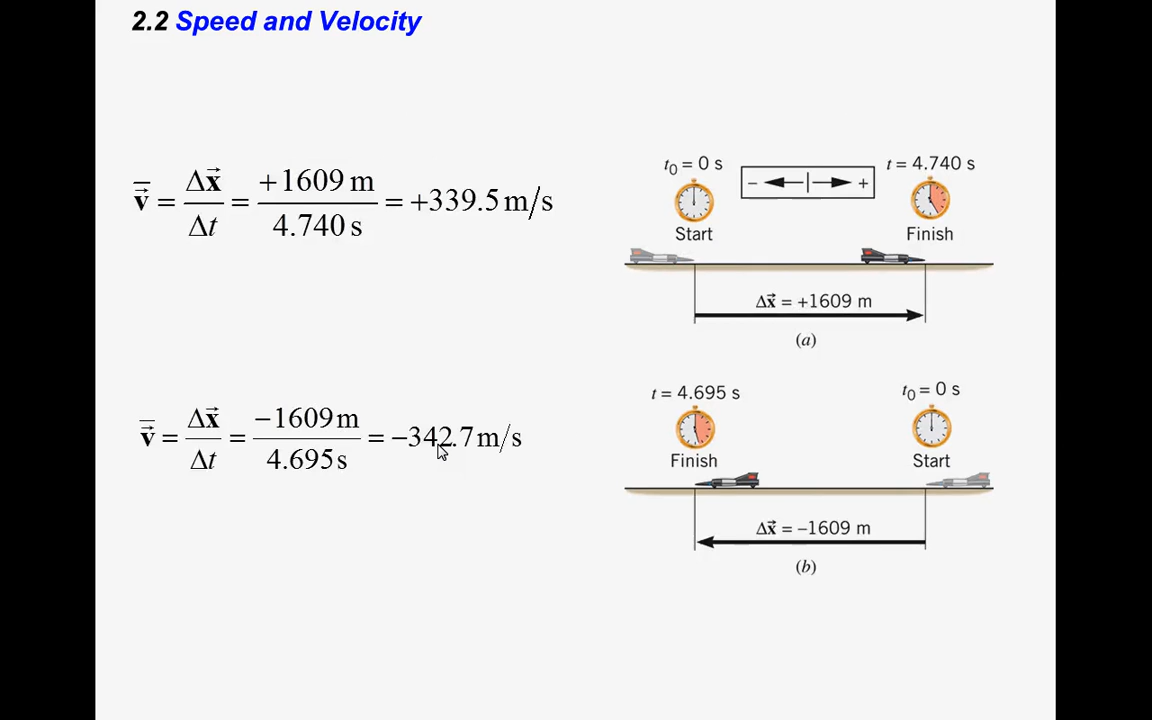 2.2 Speed and Velocity
v̄⃗ = Δx⃗/Δt = +1609 m/4.740 s = +339.5 m/s
t₀ = 0 s
− +
t = 4.740 s
Start
Finish
Δx⃗ = +1609 m
(a)
v̄⃗ = Δx⃗/Δt = −1609 m/4.695 s = −342.7 m/s
t = 4.695 s
t₀ = 0 s
Finish
Start
Δx⃗ = −1609 m
(b)